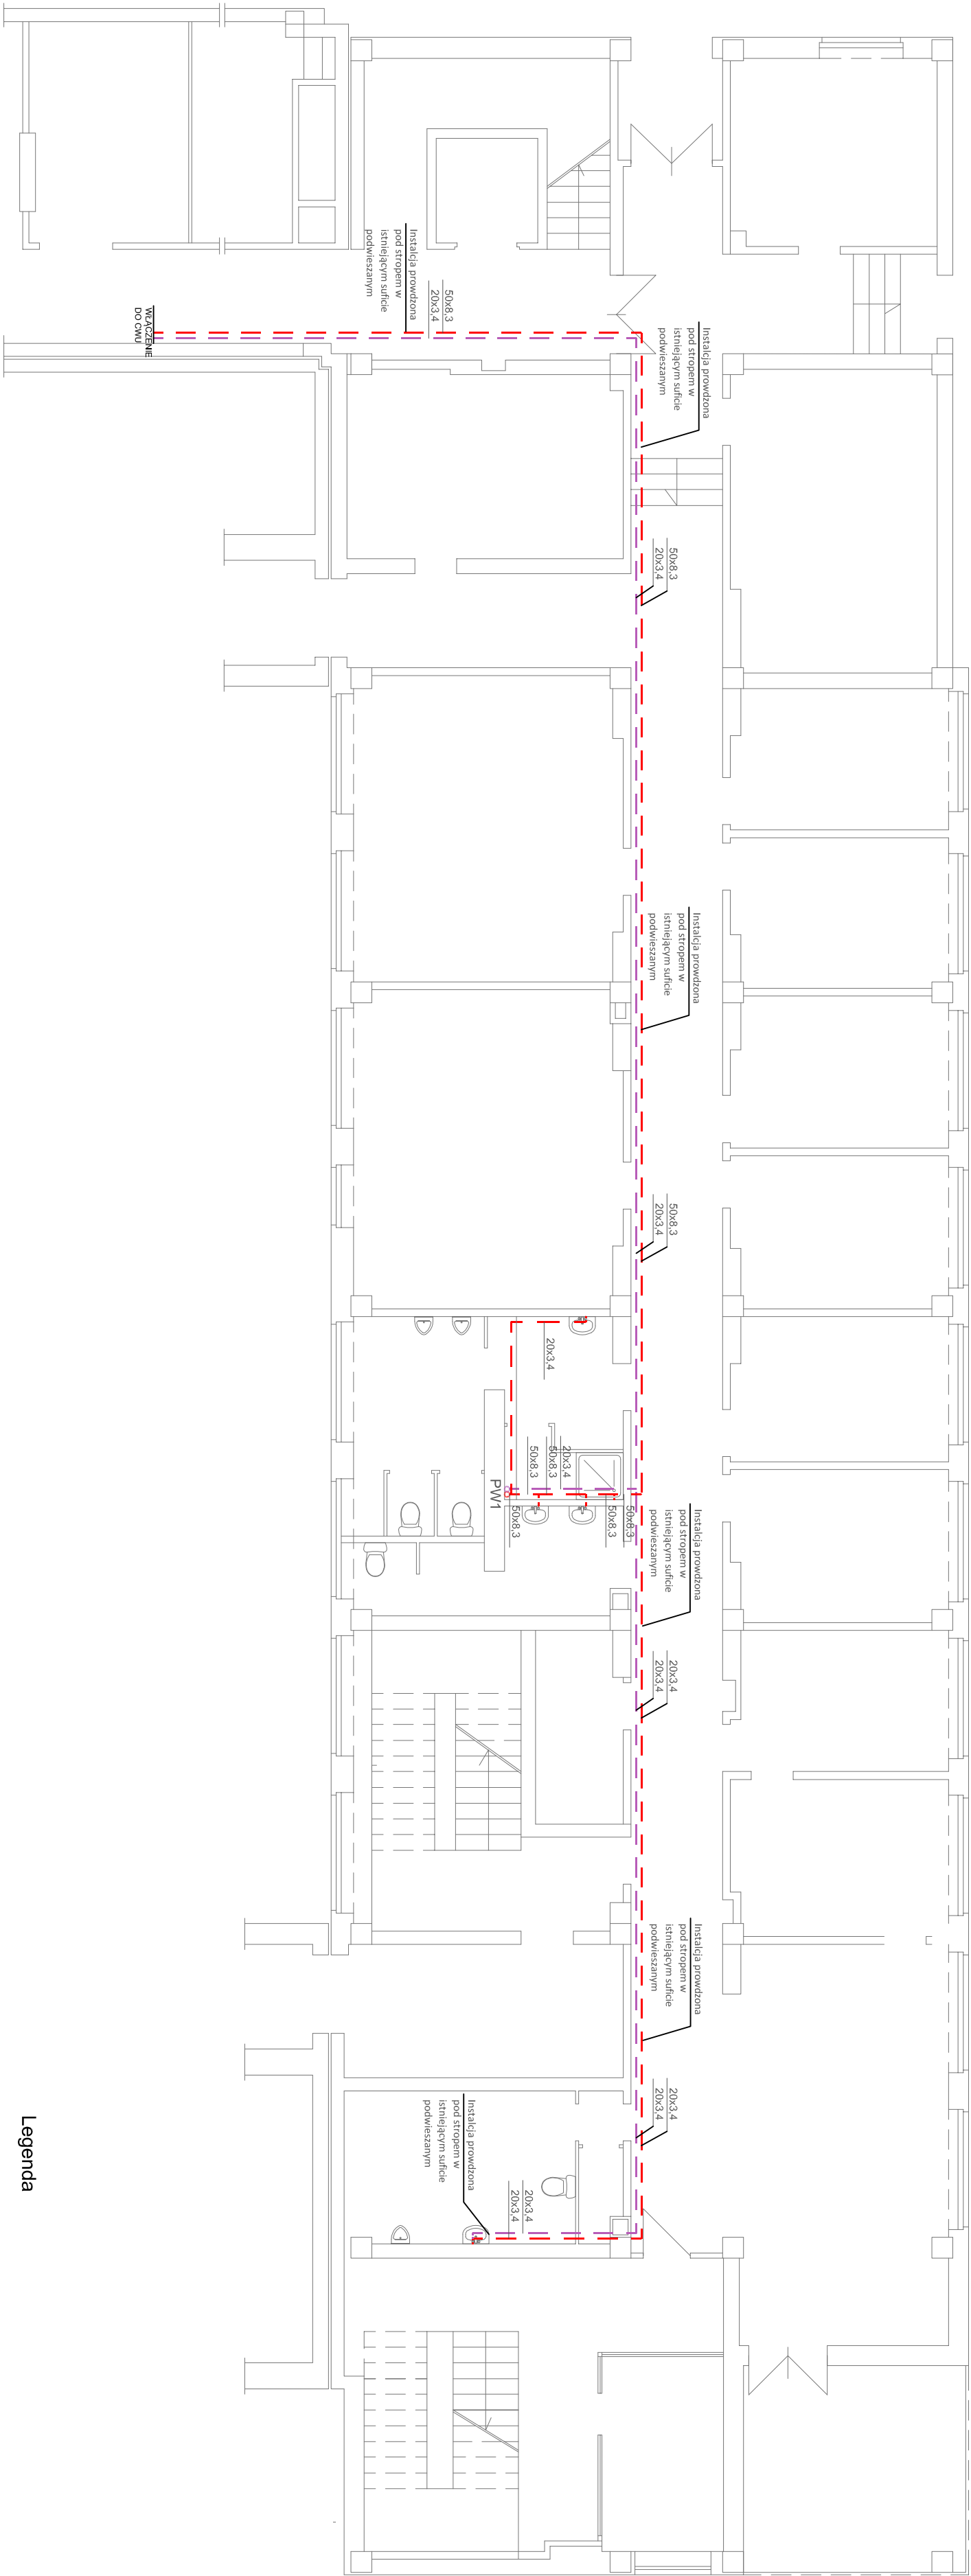 Instalcja prowdzona
pod stropem w
istniejącym suficie
podwieszanym
50x8,3
20x3,4
WŁĄCZENIE
DO CWU
Instalcja prowdzona
pod stropem w
istniejącym suficie
podwieszanym
50x8,3
20x3,4
Instalcja prowdzona
pod stropem w
istniejącym suficie
podwieszanym
50x8,3
20x3,4
20x3,4
20x3,4
50x8,3
50x8,3
PW1
50x8,3
50x8,3
50x8,3
Instalcja prowdzona
pod stropem w
istniejącym suficie
podwieszanym
20x3,4
20x3,4
Instalcja prowdzona
pod stropem w
istniejącym suficie
podwieszanym
20x3,4
20x3,4
Instalcja prowdzona
pod stropem w
istniejącym suficie
podwieszanym
20x3,4
20x3,4
Legenda